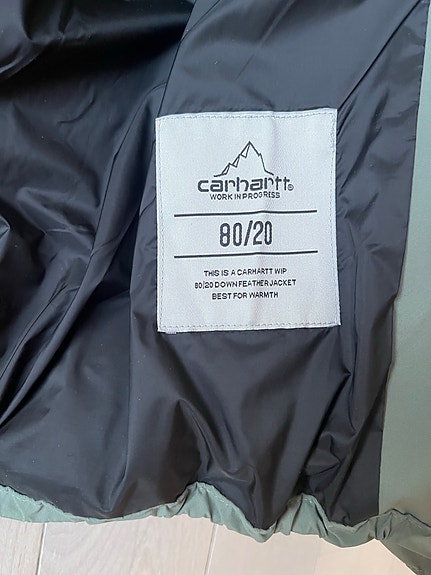 carhartt®
WORK IN PROGRESS
80/20
THIS IS A CARHARTT WIP
80/20 DOWN FEATHER JACKET
BEST FOR WARMTH